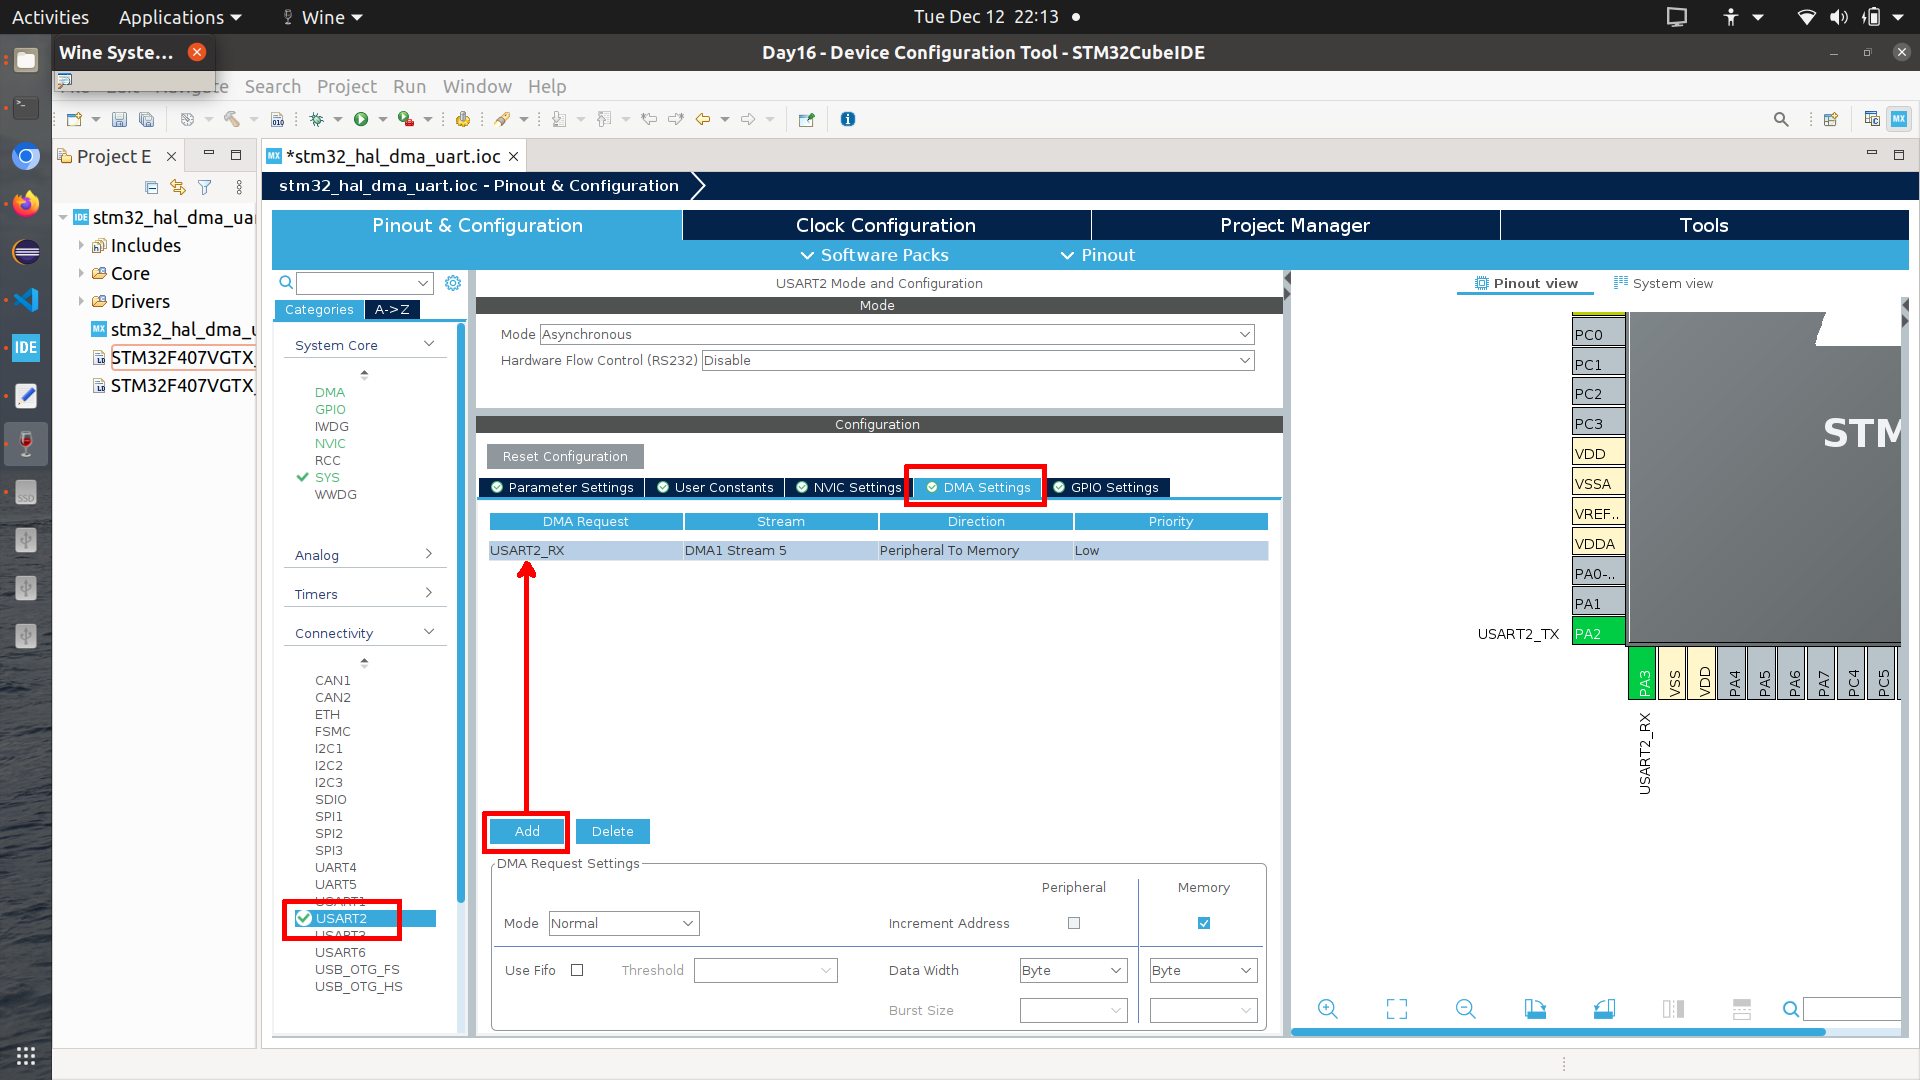 Activities Applications Wine Tue Dec 12 22:13
Wine Syste... Day16 - Device Configuration Tool - STM32CubeIDE
Search Project Run Window Help
Project E *stm32_hal_dma_uart.ioc
stm32_hal_dma_uart.ioc - Pinout & Configuration
Pinout & Configuration Clock Configuration Project Manager Tools
Software Packs Pinout
stm32_hal_dma_uar
Includes
Core
Drivers
stm32_hal_dma_u
STM32F407VGTX_
STM32F407VGTX_
Categories A->Z
System Core
DMA
GPIO
IWDG
NVIC
RCC
SYS
WWDG
Analog
Timers
Connectivity
CAN1
CAN2
ETH
FSMC
I2C1
I2C2
I2C3
SDIO
SPI1
SPI2
SPI3
UART4
UART5
USART1
USART2
USART3
USART6
USB_OTG_FS
USB_OTG_HS
USART2 Mode and Configuration
Mode
Mode Asynchronous
Hardware Flow Control (RS232) Disable
Configuration
Reset Configuration
Parameter Settings User Constants NVIC Settings DMA Settings GPIO Settings
DMA Request Stream Direction Priority
USART2_RX DMA1 Stream 5 Peripheral To Memory Low
Add Delete
DMA Request Settings
Peripheral Memory
Mode Normal Increment Address
Use Fifo Threshold Data Width Byte Byte
Burst Size
Pinout view System view
PC0
PC1
PC2
PC3
VDD
VSSA
VREF..
VDDA
PA0-..
PA1
USART2_TX PA2
STM
PA3 VSS VDD PA4 PA5 PA6 PA7 PC4 PC5
USART2_RX
IDE
MX